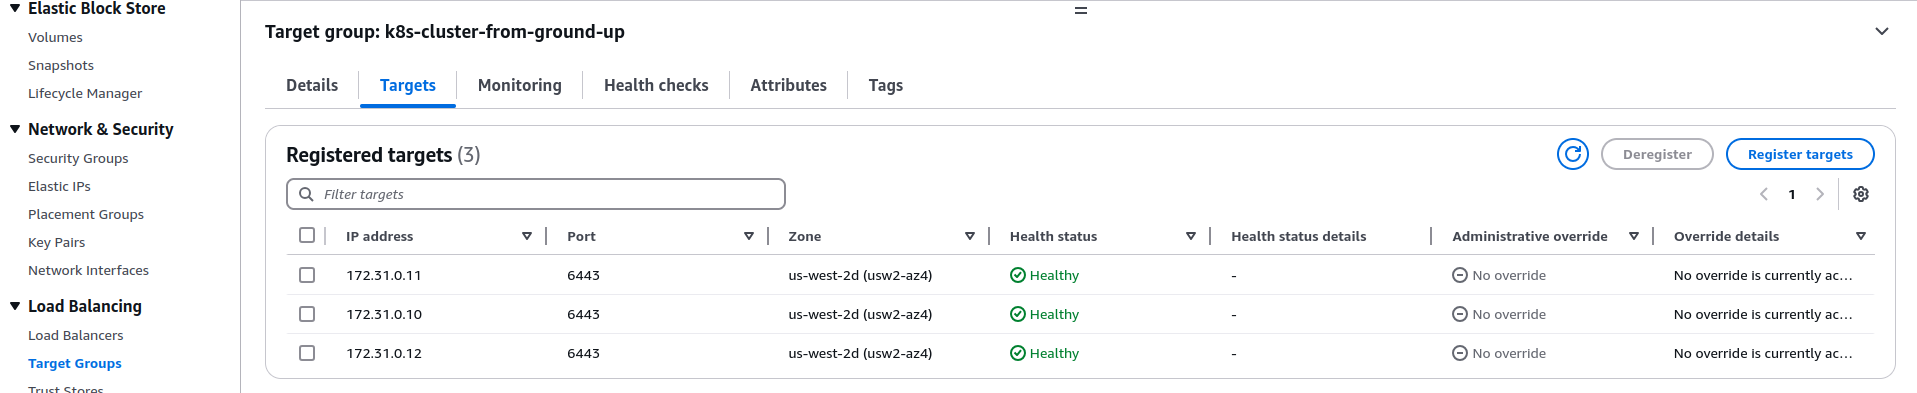 Elastic Block Store
Volumes
Snapshots
Lifecycle Manager
Network & Security
Security Groups
Elastic IPs
Placement Groups
Key Pairs
Network Interfaces
Load Balancing
Load Balancers
Target Groups
Trust Stores
Target group: k8s-cluster-from-ground-up
Details Targets Monitoring Health checks Attributes Tags
Registered targets (3)
Deregister Register targets
Filter targets
1
IP address Port Zone Health status Health status details Administrative override Override details
172.31.0.11 6443 us-west-2d (usw2-az4) Healthy - No override No override is currently ac...
172.31.0.10 6443 us-west-2d (usw2-az4) Healthy - No override No override is currently ac...
172.31.0.12 6443 us-west-2d (usw2-az4) Healthy - No override No override is currently ac...